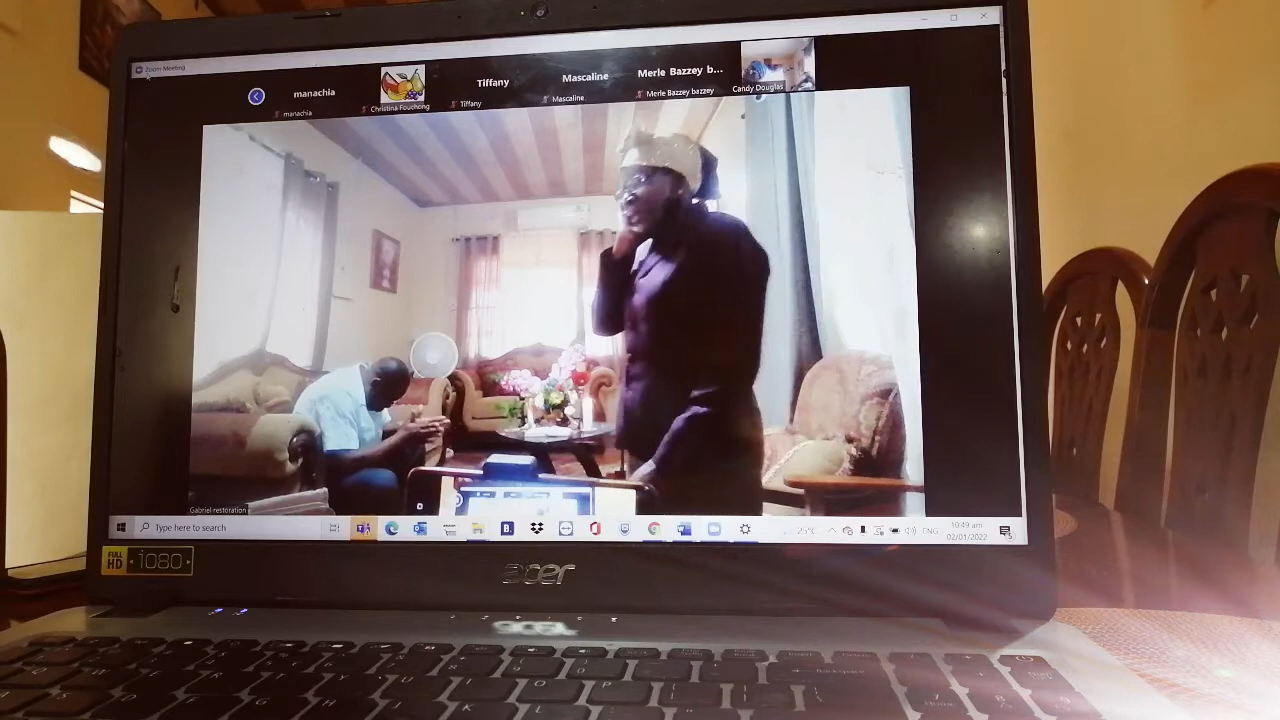 Zoom Meeting
manachia
Tiffany
Mascaline
Merle Bazzey b...
manachia
Christina Fouchong
Tiffany
Mascaline
Merle Bazzey bazzey
Candy Douglas
Gabriel restoration
Type here to search
25°C
ENG
10:49 am
02/01/2022
FULL HD 1080
acer